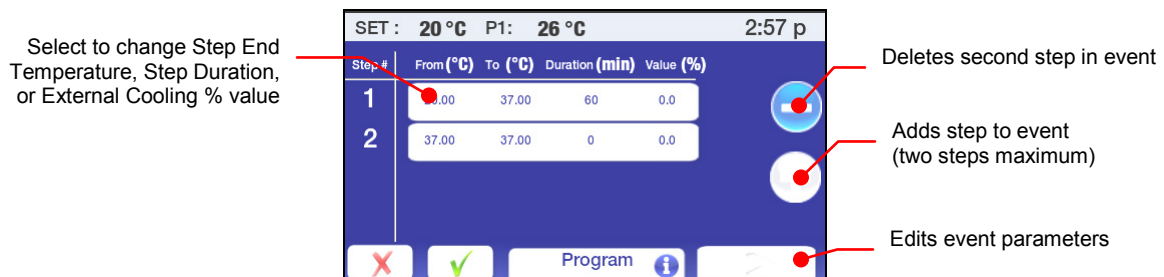 SET : 20 °C P1: 26 °C 2:57 p
Select to change Step End
Temperature, Step Duration,
or External Cooling % value
Step # From (°C) To (°C) Duration (min) Value (%)
1 .00 37.00 60 0.0
2 37.00 37.00 0 0.0
Deletes second step in event
Adds step to event
(two steps maximum)
Edits event parameters
Program i